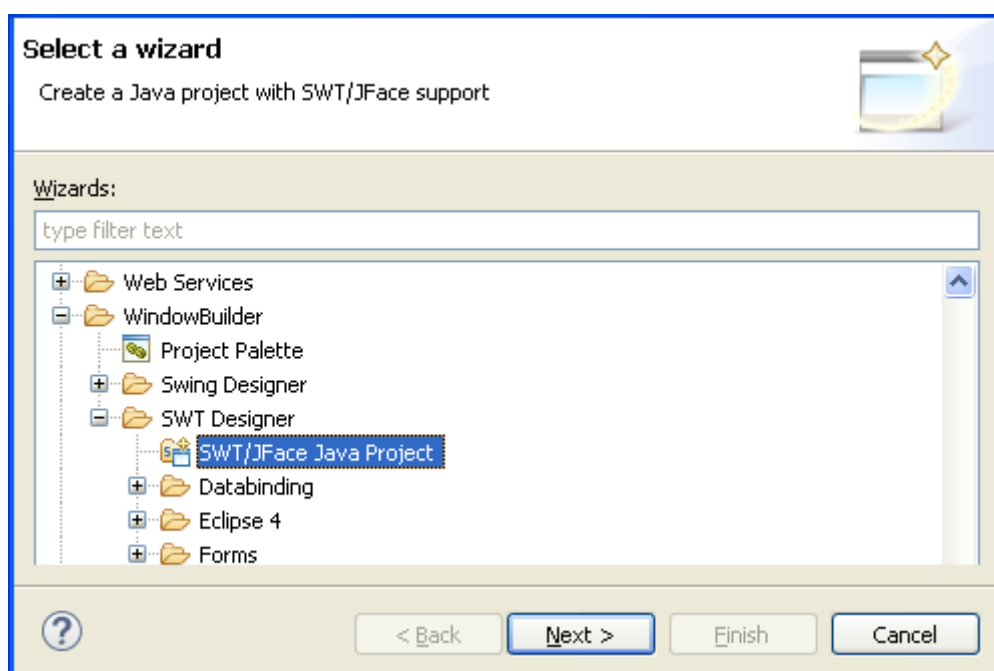 Select a wizard
Create a Java project with SWT/JFace support
Wizards:
type filter text
Web Services
WindowBuilder
Project Palette
Swing Designer
SWT Designer
SWT/JFace Java Project
Databinding
Eclipse 4
Forms
? < Back Next > Finish Cancel